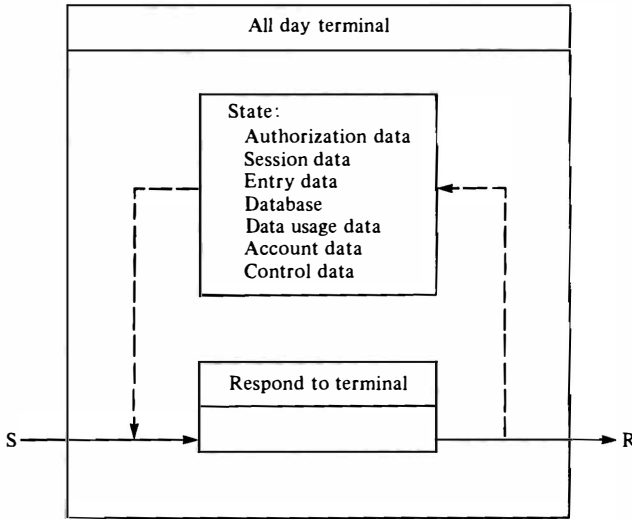 All day terminal
State:
Authorization data
Session data
Entry data
Database
Data usage data
Account data
Control data
Respond to terminal
S
R